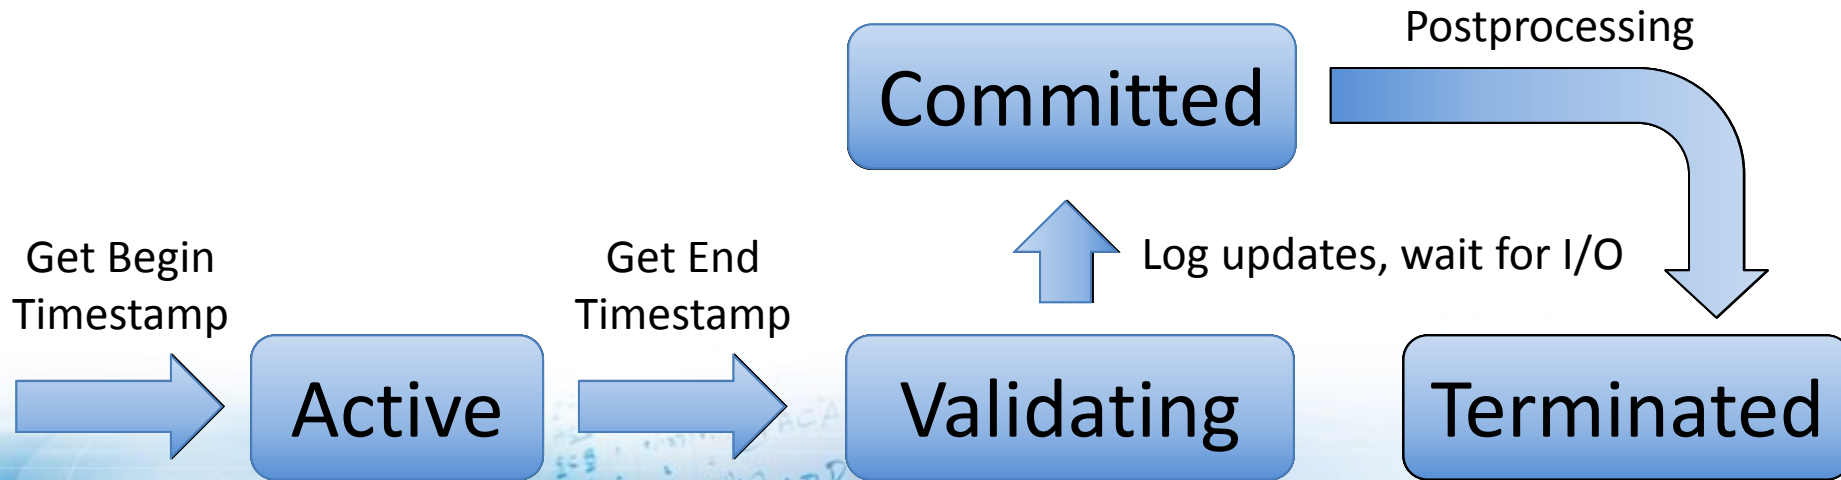 Postprocessing
Committed
Get Begin
Timestamp
Get End
Timestamp
Log updates, wait for I/O
Active
Validating
Terminated